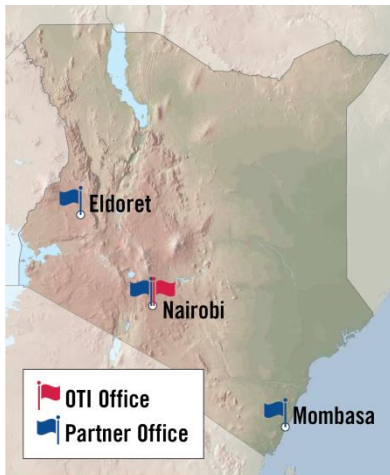 Eldoret
Nairobi
Mombasa
OTI Office
Partner Office